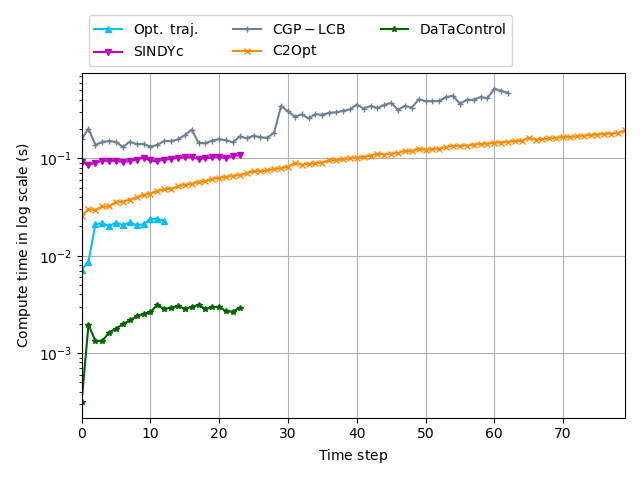 Opt. traj.
SINDYc
CGP − LCB
C2Opt
DaTaControl
Compute time in log scale (s)
10⁻¹
10⁻²
10⁻³
0 10 20 30 40 50 60 70
Time step